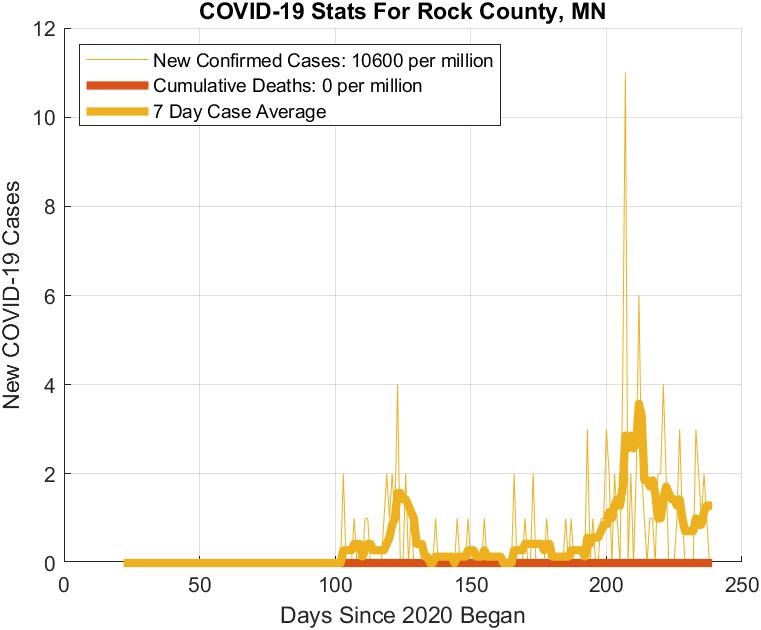 COVID-19 Stats For Rock County, MN
12
New Confirmed Cases: 10600 per million
Cumulative Deaths: 0 per million
7 Day Case Average
10
8
6
4
2
0
New COVID-19 Cases
0 50 100 150 200 250
Days Since 2020 Began